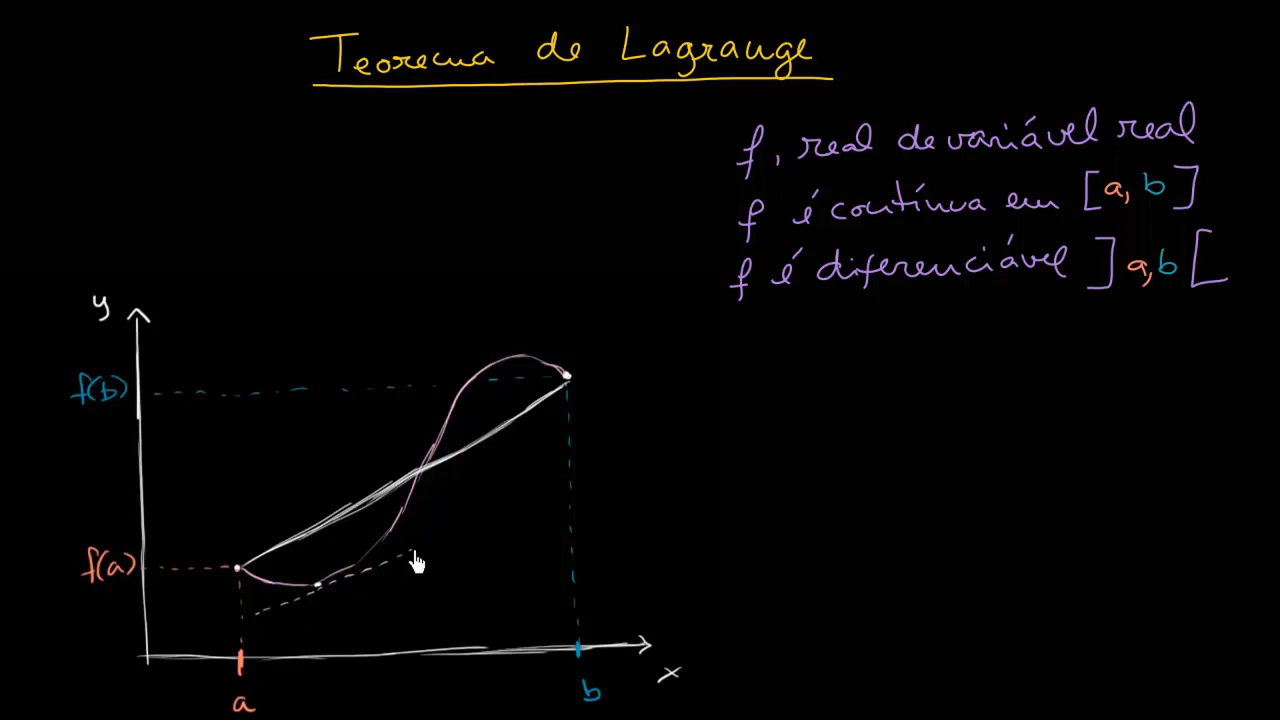 Teorema de Lagrange
f, real de variável real
f é contínua em [a, b]
f é diferenciável ]a,b[
y
f(b)
f(a)
x
a
b